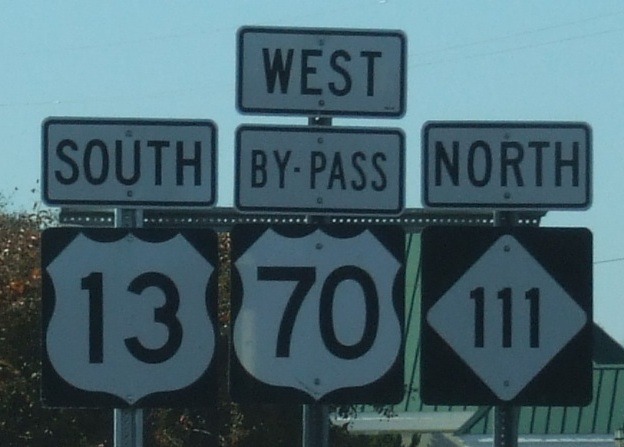 WEST
SOUTH
BY-PASS
NORTH
13
70
111